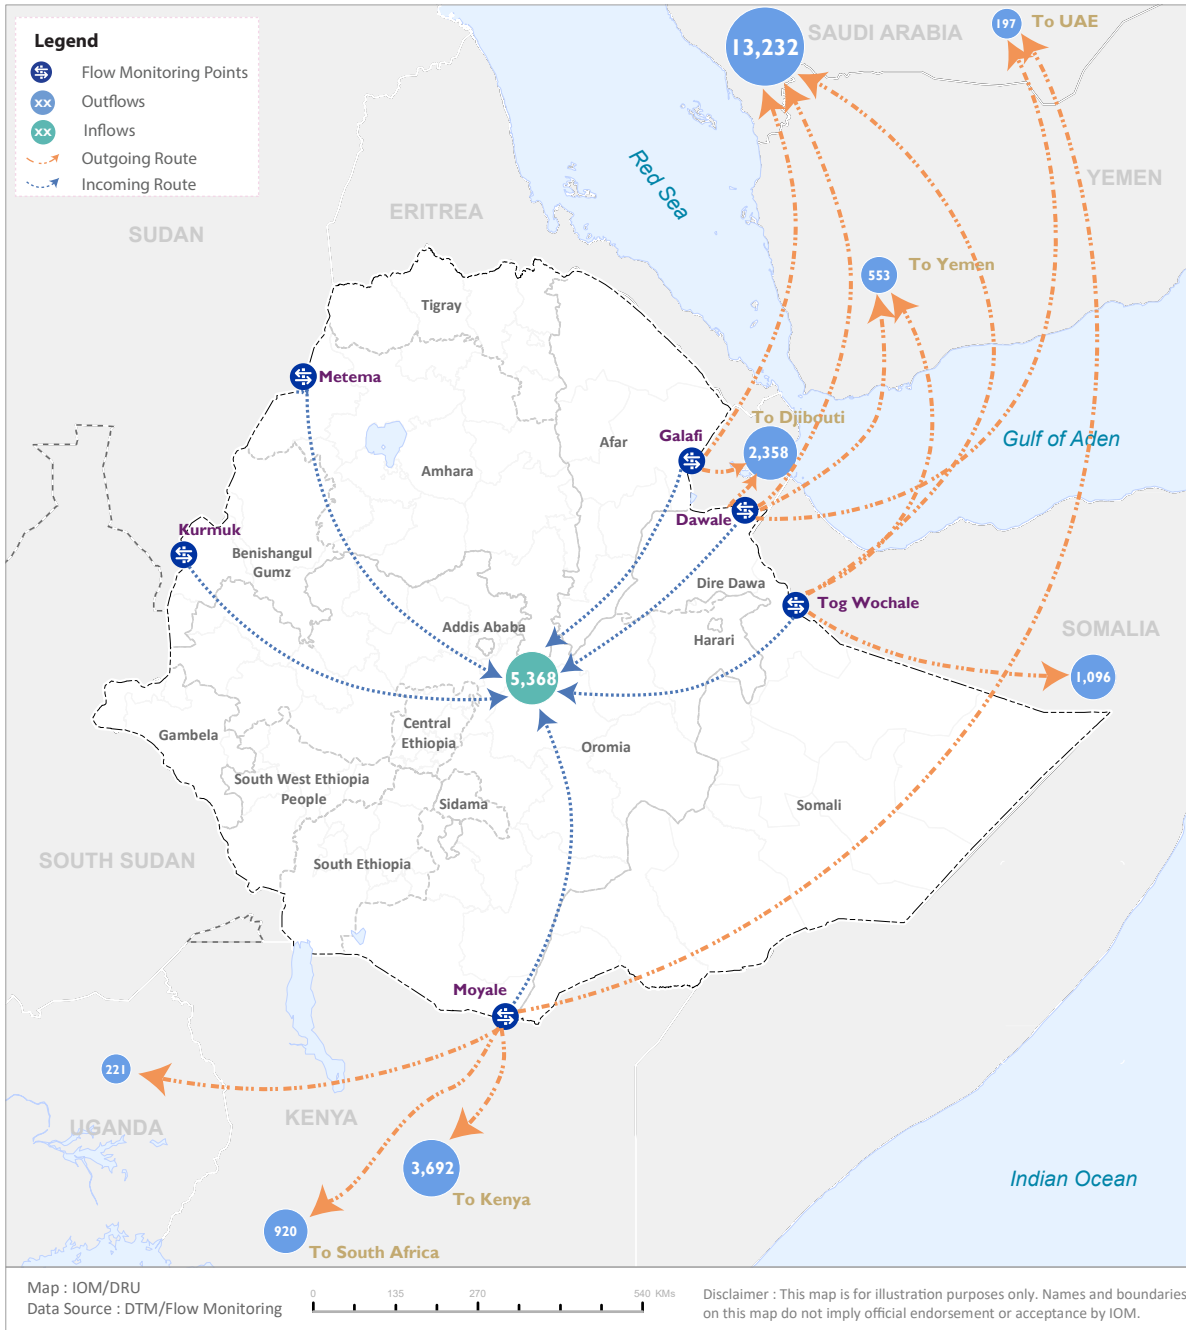 Legend
Flow Monitoring Points
xx Outflows
xx Inflows
Outgoing Route
Incoming Route
13,232
SAUDI ARABIA
197
To UAE
YEMEN
Red Sea
ERITREA
SUDAN
553
To Yemen
Tigray
Metema
To Djibouti
2,358
Galafi
Afar
Gulf of Aden
Amhara
Dawale
Kurmuk
Benishangul
Gumz
Dire Dawa
Tog Wochale
Addis Ababa
Harari
SOMALIA
5,368
1,096
Central
Ethiopia
Gambela
Oromia
South West Ethiopia
People
Sidama
Somali
SOUTH SUDAN
South Ethiopia
Moyale
221
UGANDA
KENYA
3,692
To Kenya
Indian Ocean
920
To South Africa
Map : IOM/DRU
Data Source : DTM/Flow Monitoring
0 135 270 540 KMs
Disclaimer : This map is for illustration purposes only. Names and boundaries
on this map do not imply official endorsement or acceptance by IOM.